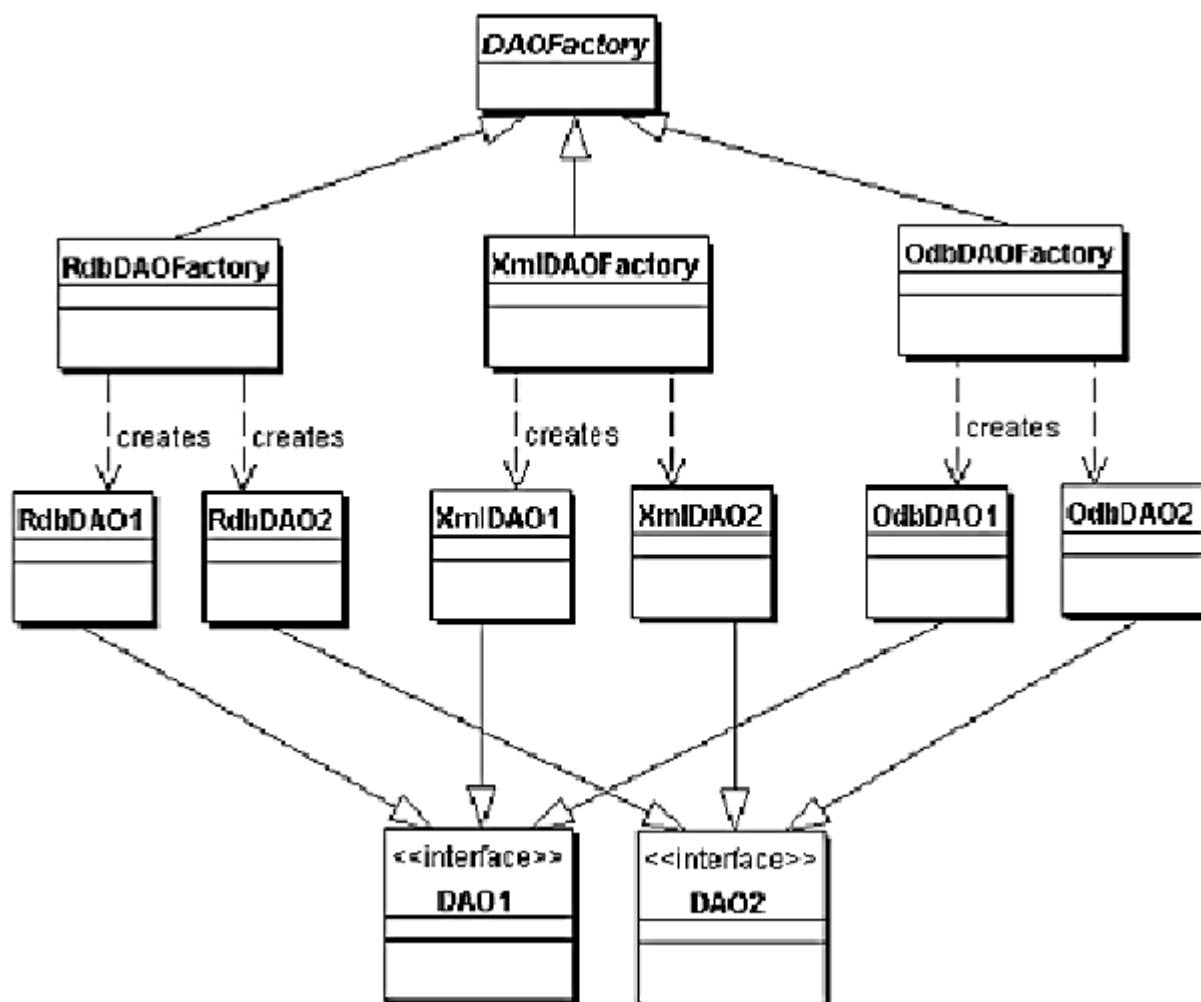 DAOFactory
RdbDAOFactory
XmlDAOFactory
OdbDAOFactory
creates
creates
creates
creates
RdbDAO1
RdbDAO2
XmlDAO1
XmlDAO2
OdbDAO1
OdbDAO2
<<interface>>
DAO1
<<interface>>
DAO2